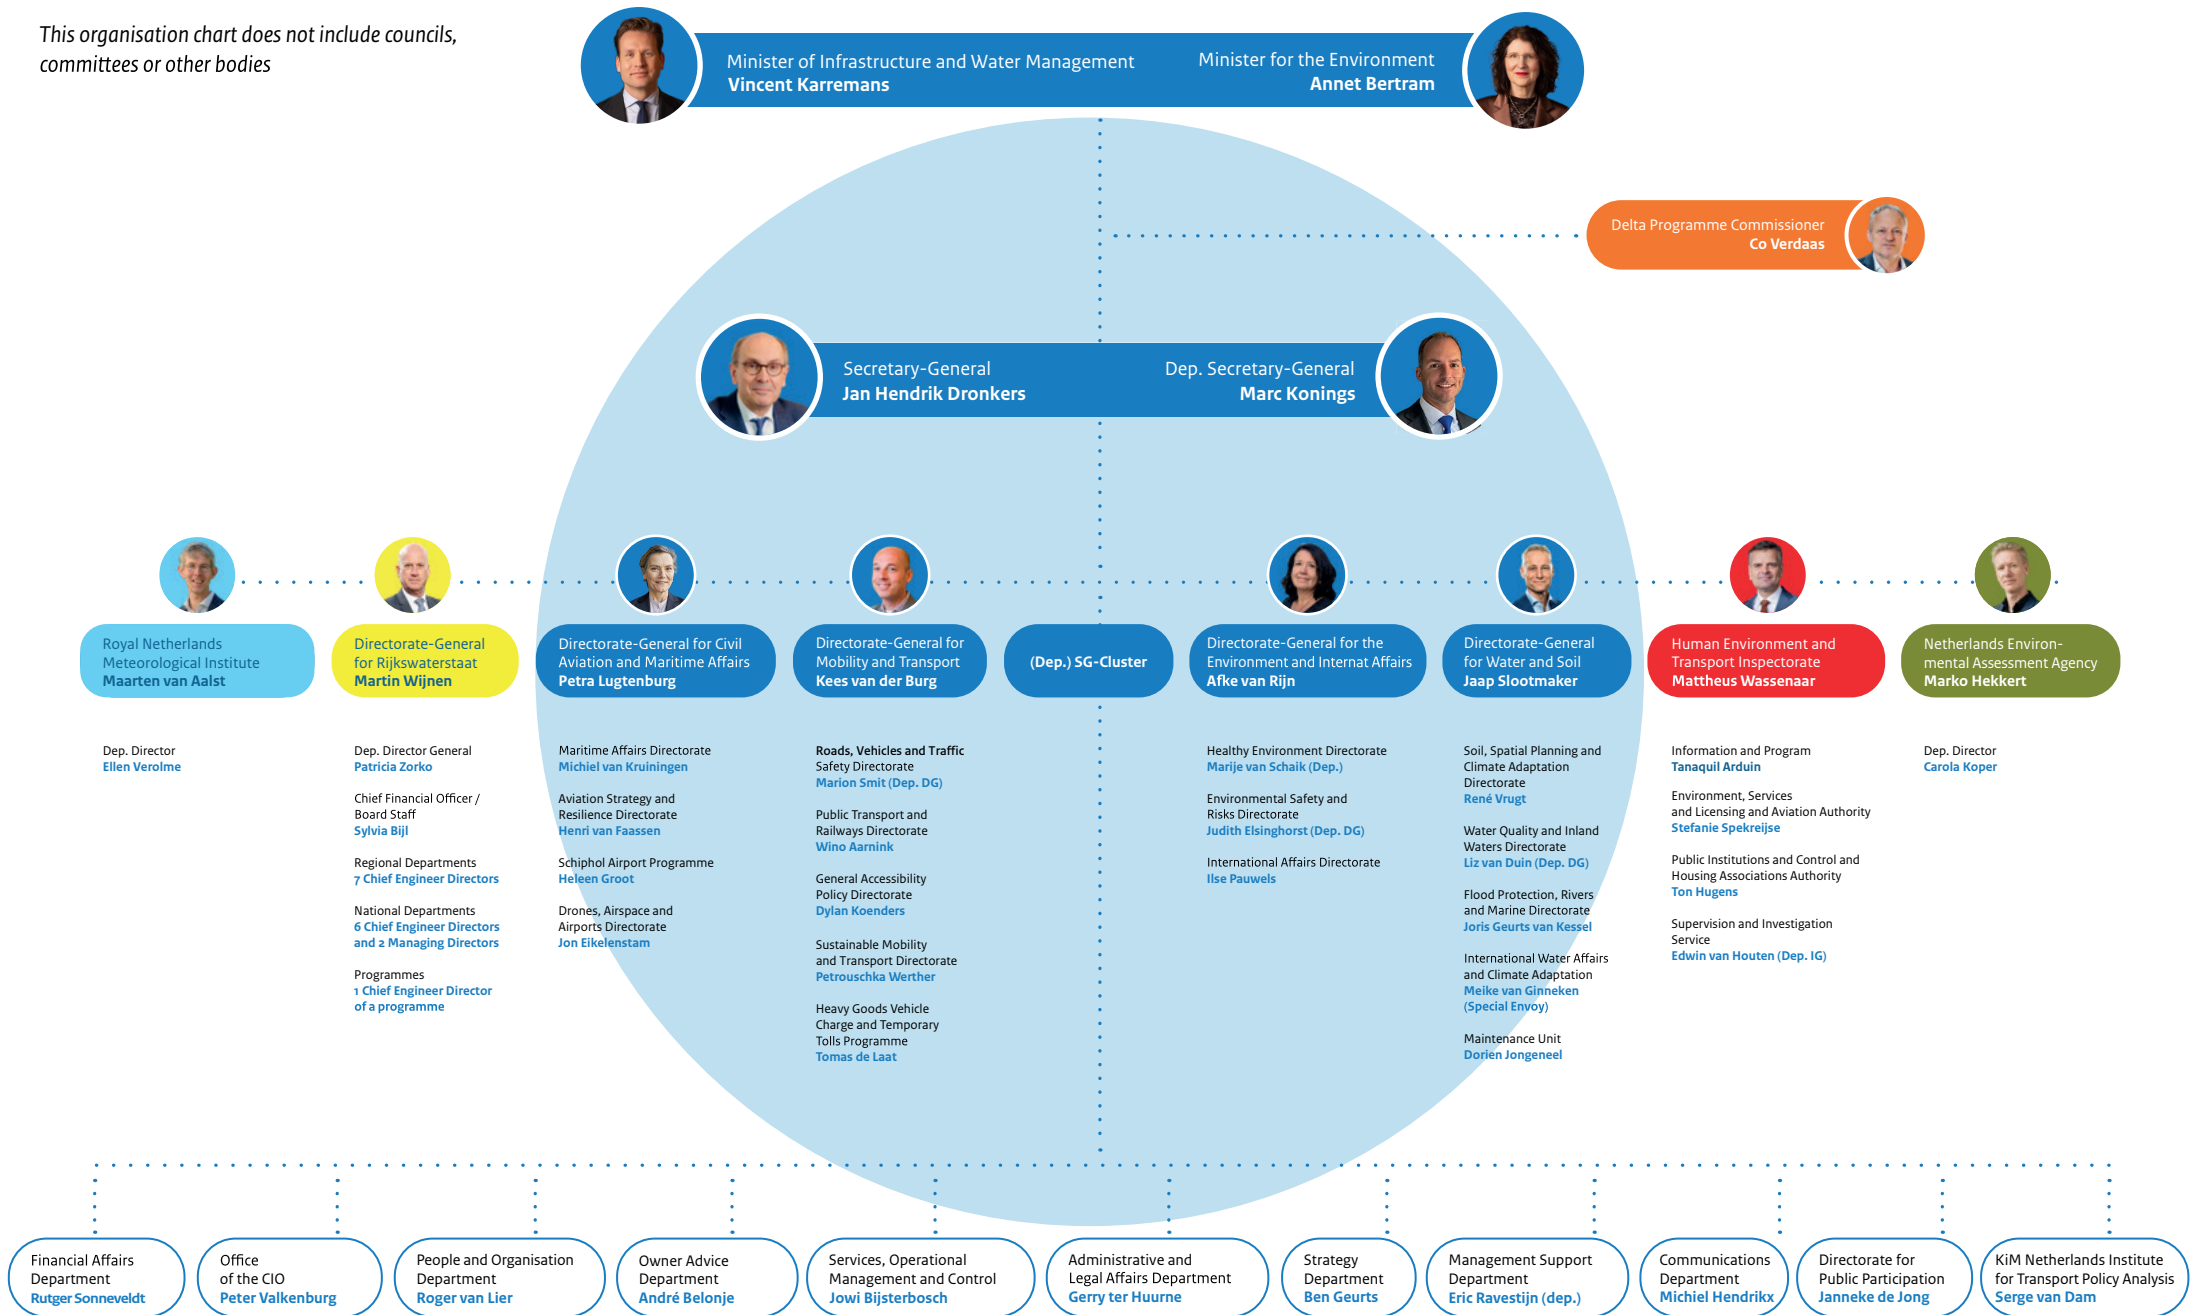 This organisation chart does not include councils,
committees or other bodies
Minister of Infrastructure and Water Management
Vincent Karremans
Minister for the Environment
Annet Bertram
Delta Programme Commissioner
Co Verdaas
Secretary-General
Jan Hendrik Dronkers
Dep. Secretary-General
Marc Konings
Royal Netherlands
Meteorological Institute
Maarten van Aalst
Dep. Director
Ellen Verolme
Directorate-General
for Rijkswaterstaat
Martin Wijnen
Dep. Director General
Patricia Zorko
Chief Financial Officer /
Board Staff
Sylvia Bijl
Regional Departments
7 Chief Engineer Directors
National Departments
6 Chief Engineer Directors
and 2 Managing Directors
Programmes
1 Chief Engineer Director
of a programme
Directorate-General for Civil
Aviation and Maritime Affairs
Petra Lugtenburg
Maritime Affairs Directorate
Michiel van Kruiningen
Aviation Strategy and
Resilience Directorate
Henri van Faassen
Schiphol Airport Programme
Heleen Groot
Drones, Airspace and
Airports Directorate
Jon Eikelenstam
Directorate-General for
Mobility and Transport
Kees van der Burg
Roads, Vehicles and Traffic
Safety Directorate
Marion Smit (Dep. DG)
Public Transport and
Railways Directorate
Wino Aarnink
General Accessibility
Policy Directorate
Dylan Koenders
Sustainable Mobility
and Transport Directorate
Petrouschka Werther
Heavy Goods Vehicle
Charge and Temporary
Tolls Programme
Tomas de Laat
(Dep.) SG-Cluster
Directorate-General for the
Environment and Internat Affairs
Afke van Rijn
Healthy Environment Directorate
Marije van Schaik (Dep.)
Environmental Safety and
Risks Directorate
Judith Elsinghorst (Dep. DG)
International Affairs Directorate
Ilse Pauwels
Directorate-General
for Water and Soil
Jaap Slootmaker
Soil, Spatial Planning and
Climate Adaptation
Directorate
René Vrugt
Water Quality and Inland
Waters Directorate
Liz van Duin (Dep. DG)
Flood Protection, Rivers
and Marine Directorate
Joris Geurts van Kessel
International Water Affairs
and Climate Adaptation
Meike van Ginneken
(Special Envoy)
Maintenance Unit
Dorien Jongeneel
Human Environment and
Transport Inspectorate
Mattheus Wassenaar
Information and Program
Tanaquil Arduin
Environment, Services
and Licensing and Aviation Authority
Stefanie Spekreijse
Public Institutions and Control and
Housing Associations Authority
Ton Hugens
Supervision and Investigation
Service
Edwin van Houten (Dep. IG)
Netherlands Environ-
mental Assessment Agency
Marko Hekkert
Dep. Director
Carola Koper
Financial Affairs
Department
Rutger Sonneveldt
Office
of the CIO
Peter Valkenburg
People and Organisation
Department
Roger van Lier
Owner Advice
Department
André Belonje
Services, Operational
Management and Control
Jowi Bijsterbosch
Administrative and
Legal Affairs Department
Gerry ter Huurne
Strategy
Department
Ben Geurts
Management Support
Department
Eric Ravestijn (dep.)
Communications
Department
Michiel Hendrikx
Directorate for
Public Participation
Janneke de Jong
KiM Netherlands Institute
for Transport Policy Analysis
Serge van Dam